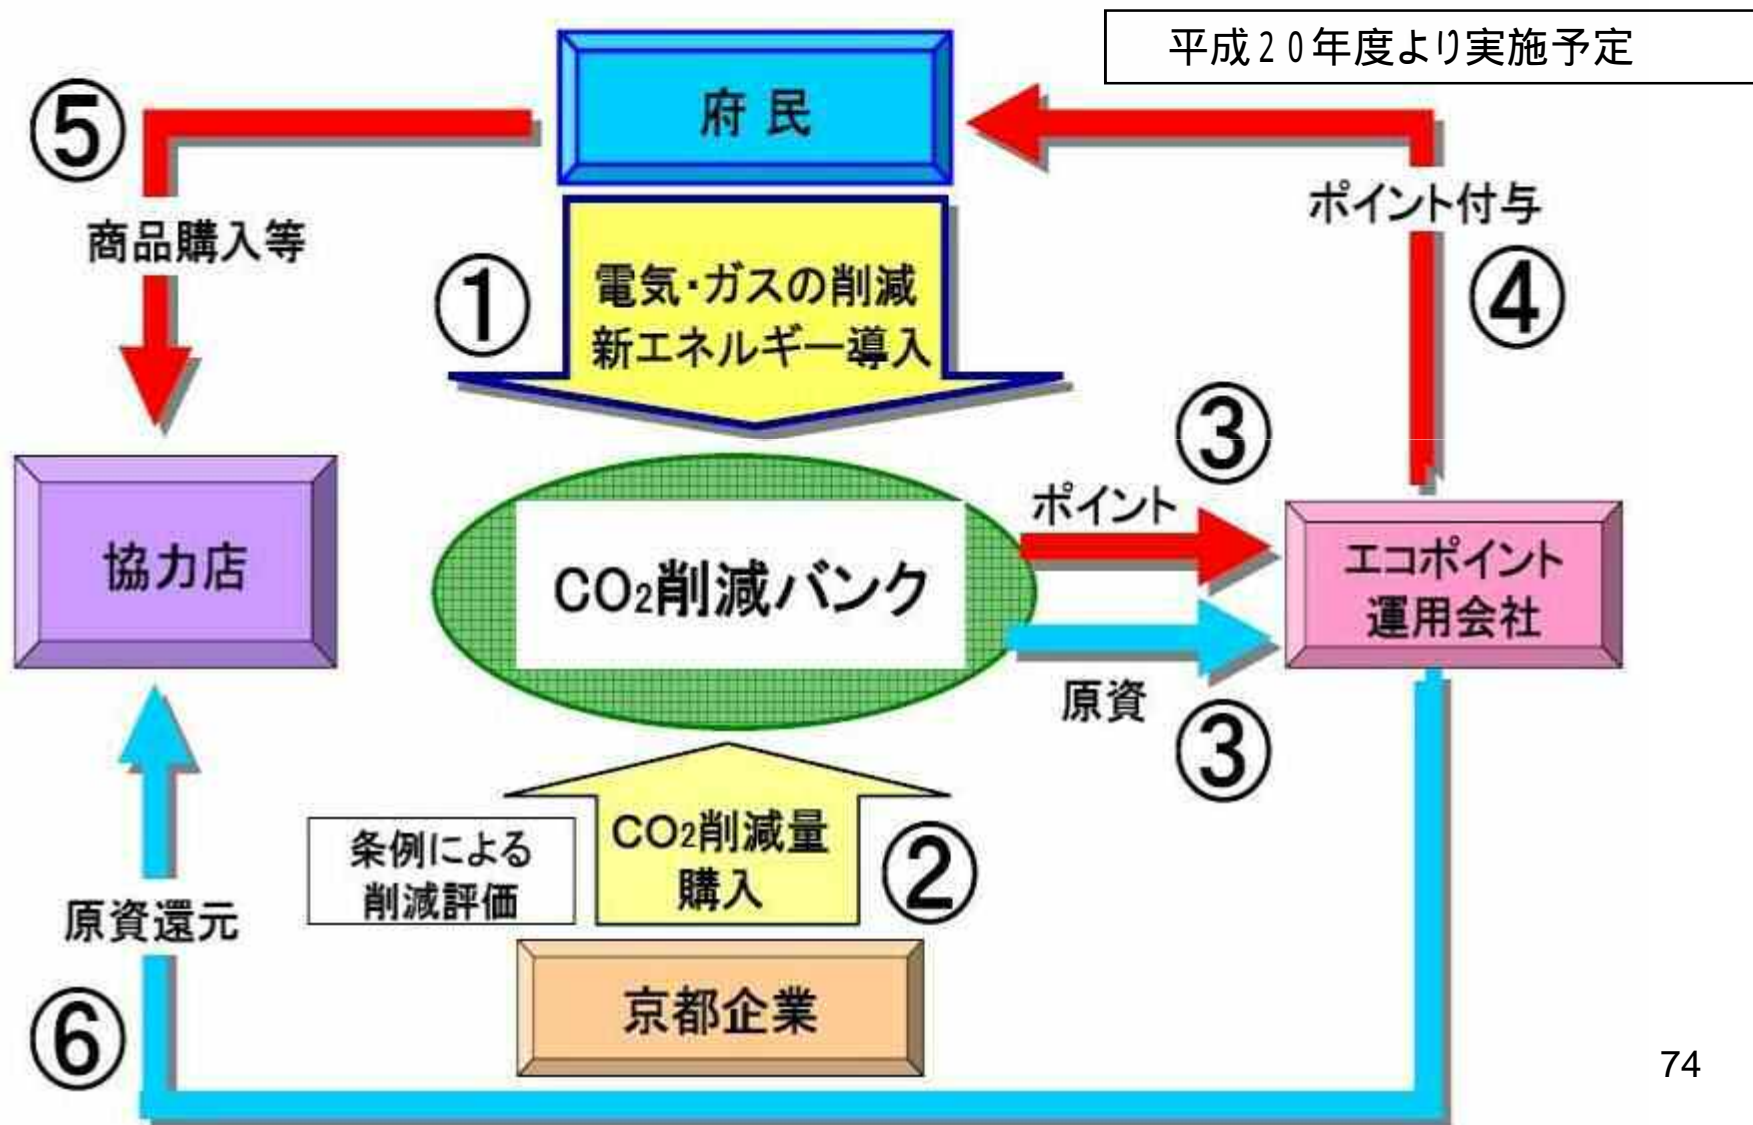 平成20年度より実施予定
府民
⑤
ポイント付与
商品購入等
①
電気・ガスの削減
新エネルギー導入
④
③
ポイント
協力店
CO₂削減バンク
エコポイント
運用会社
原資
③
条例による
削減評価
CO₂削減量
購入
②
原資還元
京都企業
⑥
74